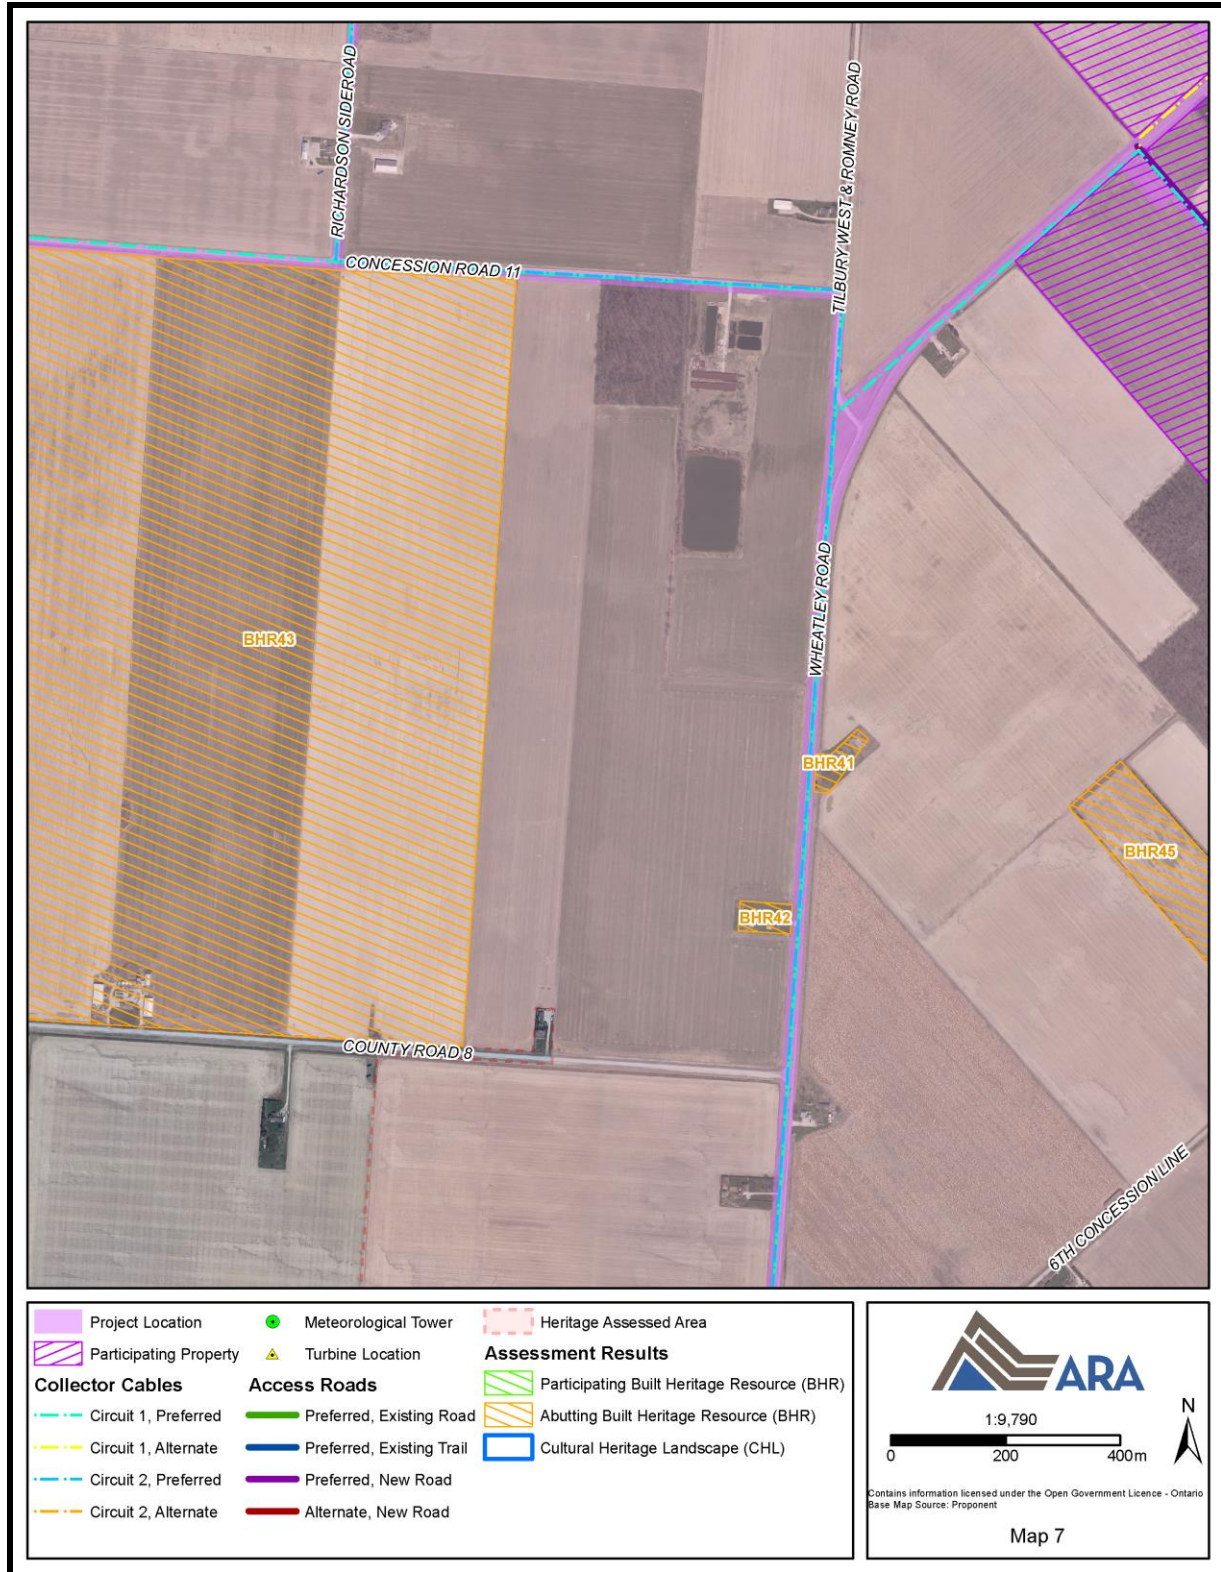 RICHARDSON SIDEROAD
TILBURY WEST & ROMNEY ROAD
CONCESSION ROAD 11
WHEATLEY ROAD
BHR43
BHR41
BHR45
BHR42
COUNTY ROAD 8
6TH CONCESSION LINE
Project Location
Participating Property
Collector Cables
Circuit 1, Preferred
Circuit 1, Alternate
Circuit 2, Preferred
Circuit 2, Alternate
Meteorological Tower
Turbine Location
Access Roads
Preferred, Existing Road
Preferred, Existing Trail
Preferred, New Road
Alternate, New Road
Heritage Assessed Area
Assessment Results
Participating Built Heritage Resource (BHR)
Abutting Built Heritage Resource (BHR)
Cultural Heritage Landscape (CHL)
ARA
1:9,790
N
0 200 400m
Contains information licensed under the Open Government Licence - Ontario
Base Map Source: Proponent
Map 7